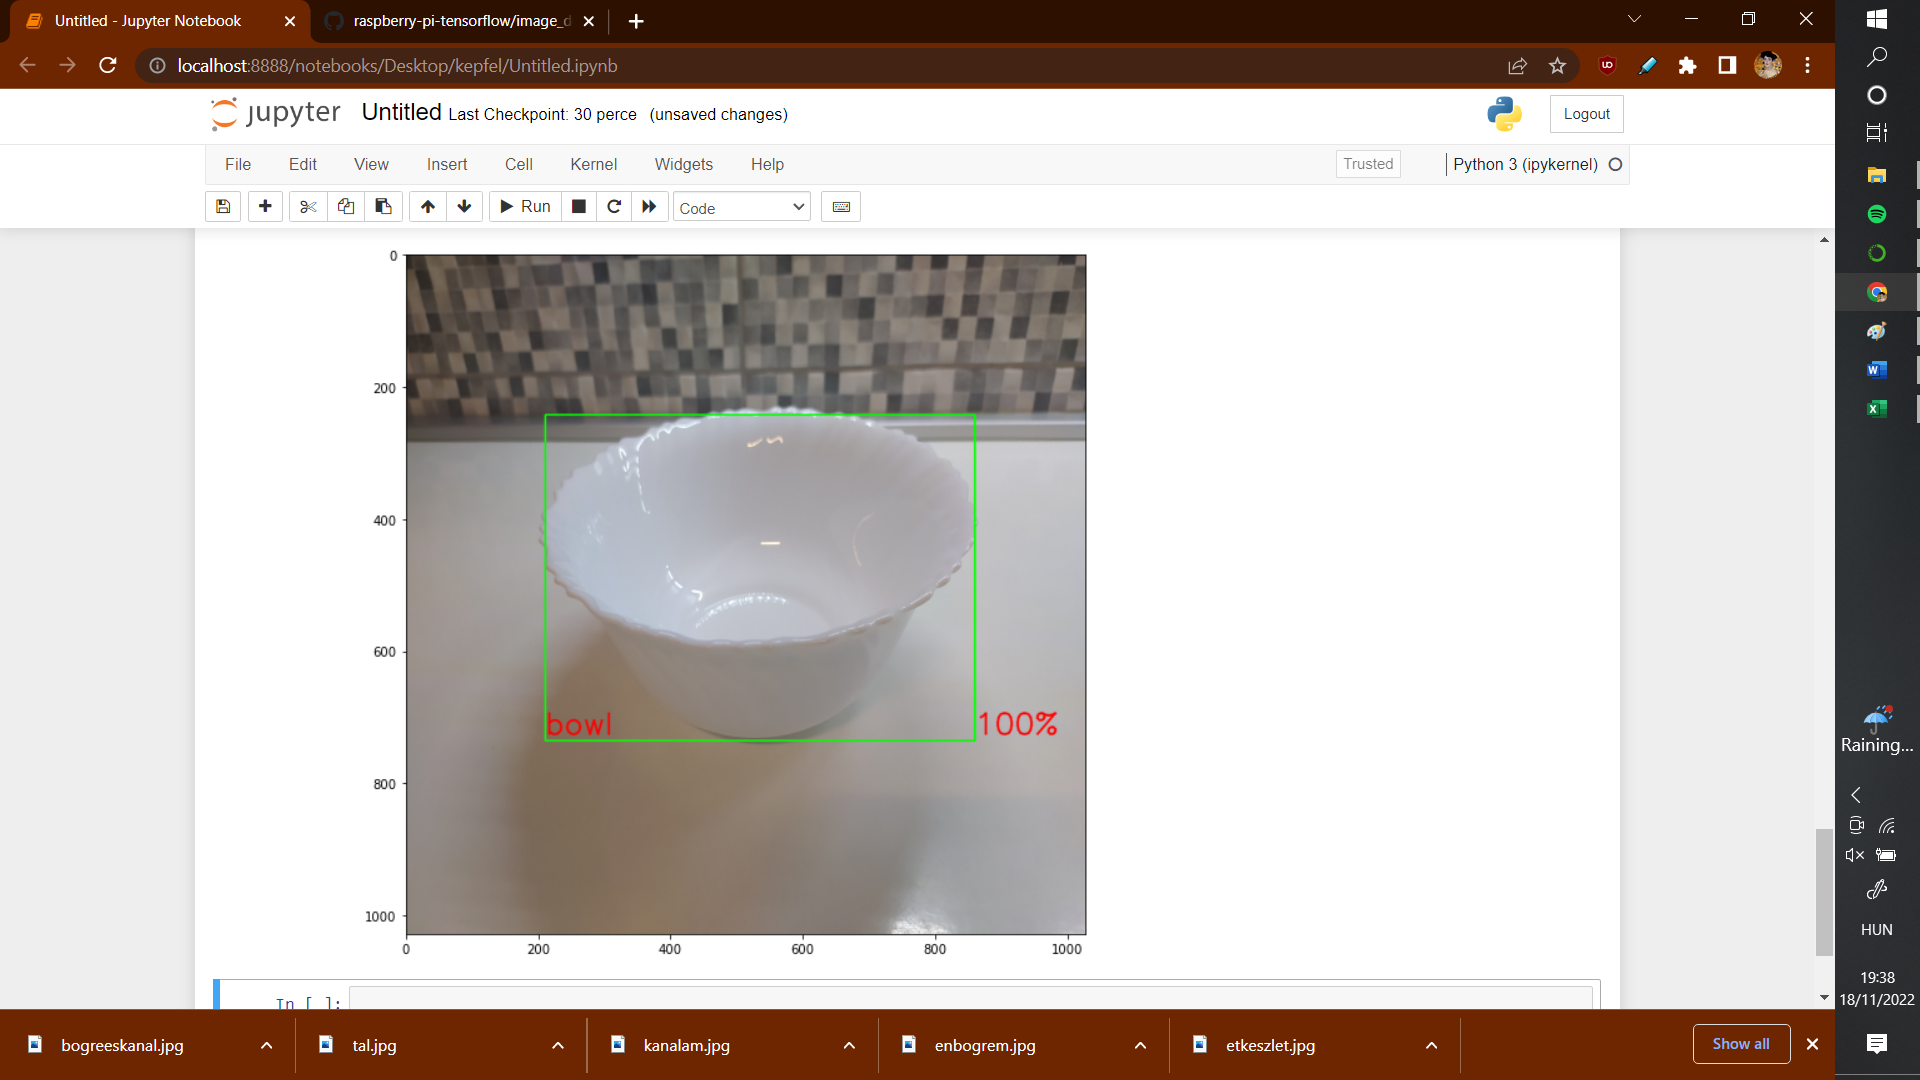 Untitled - Jupyter Notebook
raspberry-pi-tensorflow/image_d
localhost:8888/notebooks/Desktop/kepfel/Untitled.ipynb
jupyter Untitled Last Checkpoint: 30 perce (unsaved changes)
Logout
File Edit View Insert Cell Kernel Widgets Help
Trusted
Python 3 (ipykernel)
Run
Code
0
200
400
600
800
1000
0 200 400 600 800 1000
bowl
100%
In [ ]:
bogreeskanal.jpg
tal.jpg
kanalam.jpg
enbogrem.jpg
etkeszlet.jpg
Show all
Raining...
HUN
19:38
18/11/2022